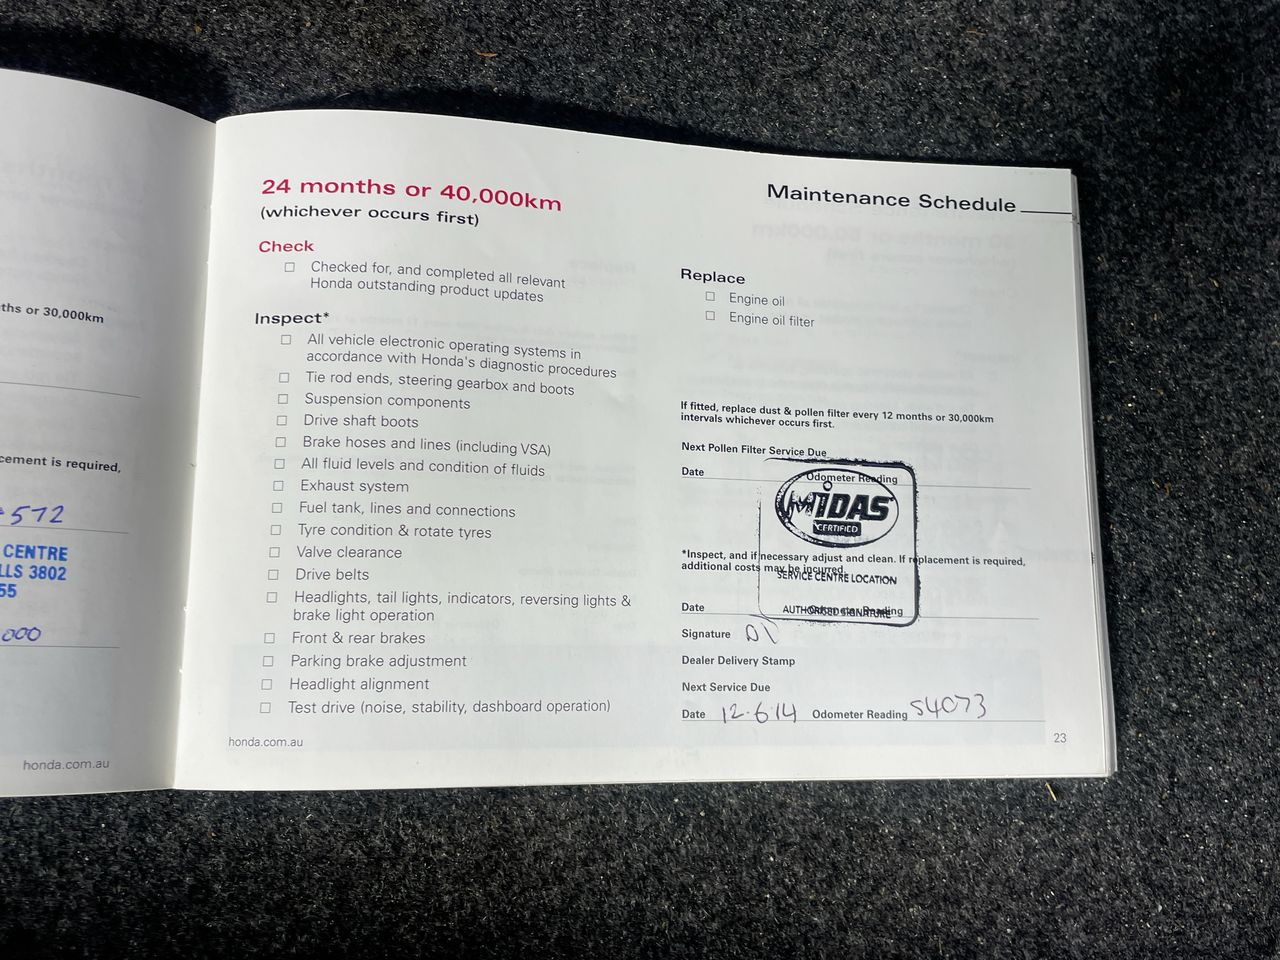 ths or 30,000km
cement is required,
572
CENTRE
LLS 3802
55
000
honda.com.au
24 months or 40,000km
(whichever occurs first)
Check
Checked for, and completed all relevant
Honda outstanding product updates
Inspect*
All vehicle electronic operating systems in
accordance with Honda's diagnostic procedures
Tie rod ends, steering gearbox and boots
Suspension components
Drive shaft boots
Brake hoses and lines (including VSA)
All fluid levels and condition of fluids
Exhaust system
Fuel tank, lines and connections
Tyre condition & rotate tyres
Valve clearance
Drive belts
Headlights, tail lights, indicators, reversing lights &
brake light operation
Front & rear brakes
Parking brake adjustment
Headlight alignment
Test drive (noise, stability, dashboard operation)
honda.com.au
Maintenance Schedule
Replace
Engine oil
Engine oil filter
If fitted, replace dust & pollen filter every 12 months or 30,000km
intervals whichever occurs first.
Next Pollen Filter Service Due
Date Odometer Reading
MIDAS
CERTIFIED
*Inspect, and if necessary adjust and clean. If replacement is required,
additional costs may be incurred.
SERVICE CENTRE LOCATION
Date Odometer Reading
AUTHORISED SIGNATURE
Signature
Dealer Delivery Stamp
Next Service Due
Date 12.6.14 Odometer Reading 54073
23